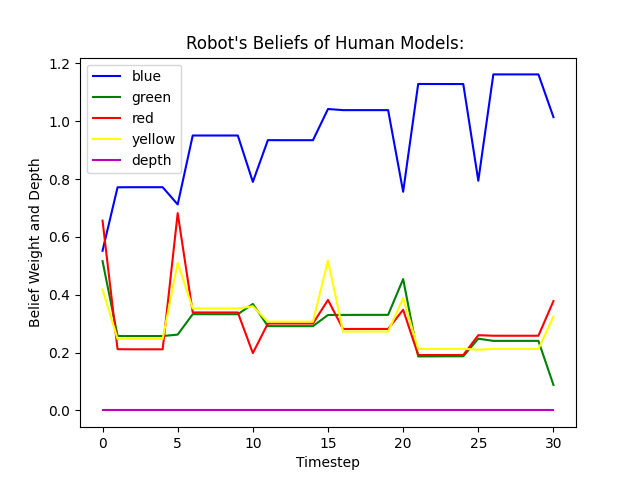 Robot's Beliefs of Human Models:
blue
green
red
yellow
depth
Belief Weight and Depth
1.2
1.0
0.8
0.6
0.4
0.2
0.0
0 5 10 15 20 25 30
Timestep